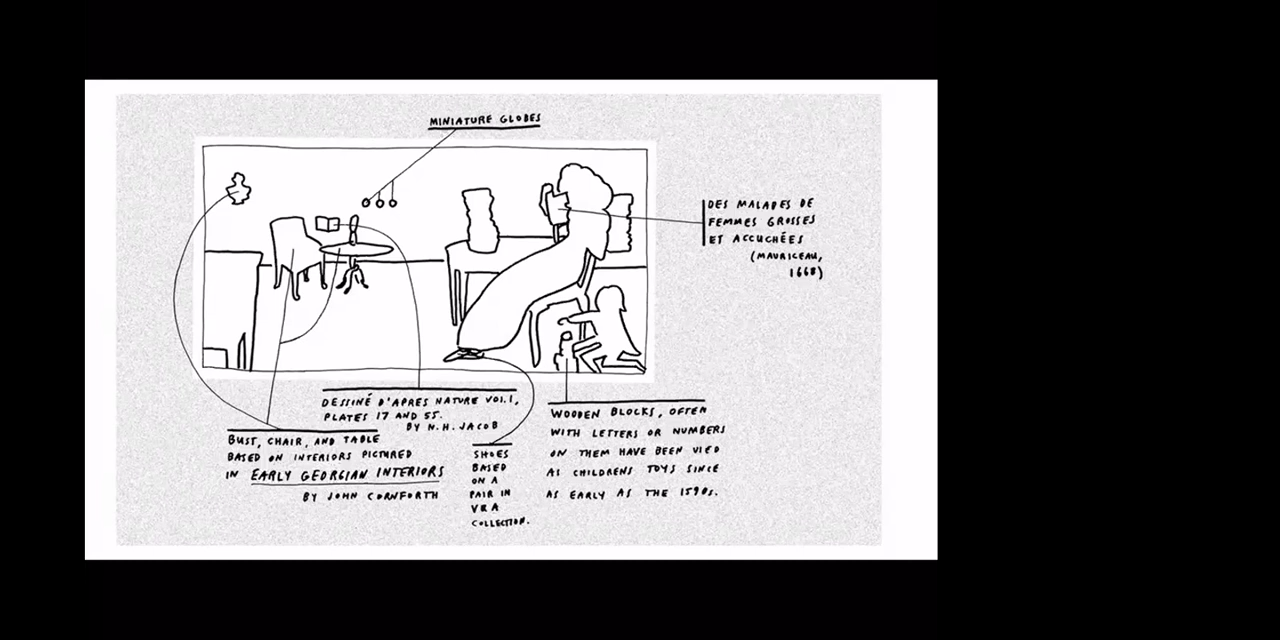 MINIATURE GLOBES
DES MALADES DE
FEMMES GROSSES
ET ACCUCHÉES
(MAURICEAU,
1668)
DESSINÉ D'APRES NATURE VOL.1,
PLATES 17 AND 55.
BY N.H. JACOB
BUST, CHAIR, AND TABLE
BASED ON INTERIORS PICTURED
IN EARLY GEORGIAN INTERIORS
BY JOHN CORNFORTH
SHOES
BASED
ON A
PAIR IN
V&A
COLLECTION.
WOODEN BLOCKS, OFTEN
WITH LETTERS OR NUMBERS
ON THEM HAVE BEEN VIED
AS CHILDRENS TOYS SINCE
AS EARLY AS THE 1590s.